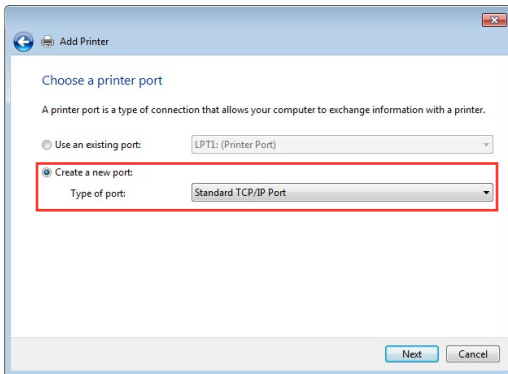 Add Printer
Choose a printer port
A printer port is a type of connection that allows your computer to exchange information with a printer.
Use an existing port: LPT1: (Printer Port)
Create a new port:
Type of port: Standard TCP/IP Port
Next Cancel